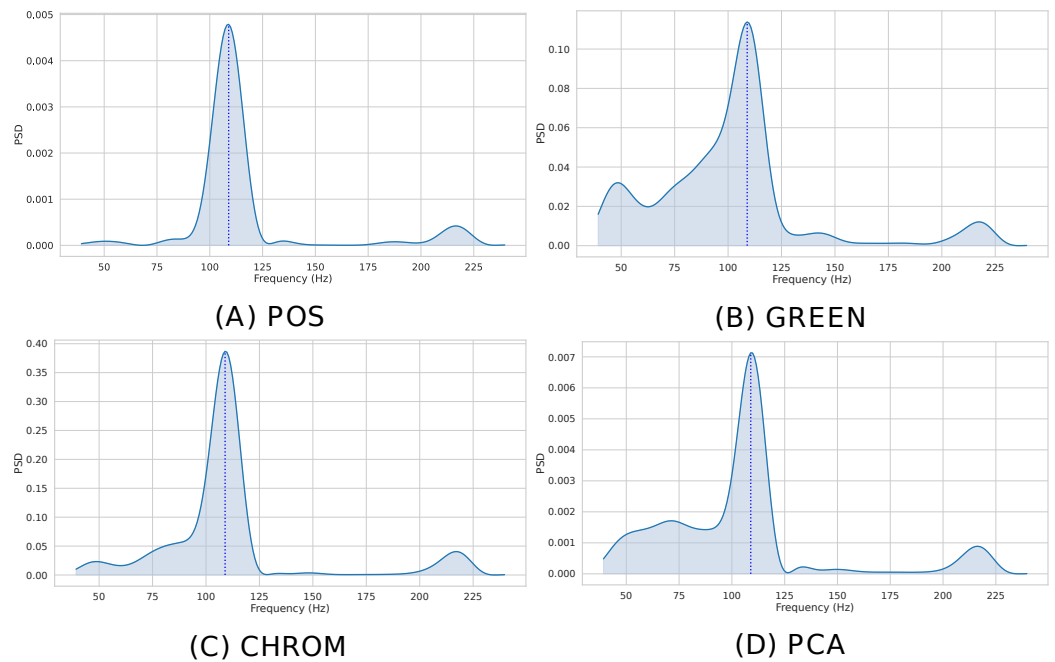 0.005
0.004
0.003
0.002
0.001
0.000
PSD
50 75 100 125 150 175 200 225
Frequency (Hz)
(A) POS
0.10
0.08
0.06
0.04
0.02
0.00
PSD
50 75 100 125 150 175 200 225
Frequency (Hz)
(B) GREEN
0.40
0.35
0.30
0.25
0.20
0.15
0.10
0.05
0.00
PSD
50 75 100 125 150 175 200 225
Frequency (Hz)
(C) CHROM
0.007
0.006
0.005
0.004
0.003
0.002
0.001
0.000
PSD
50 75 100 125 150 175 200 225
Frequency (Hz)
(D) PCA